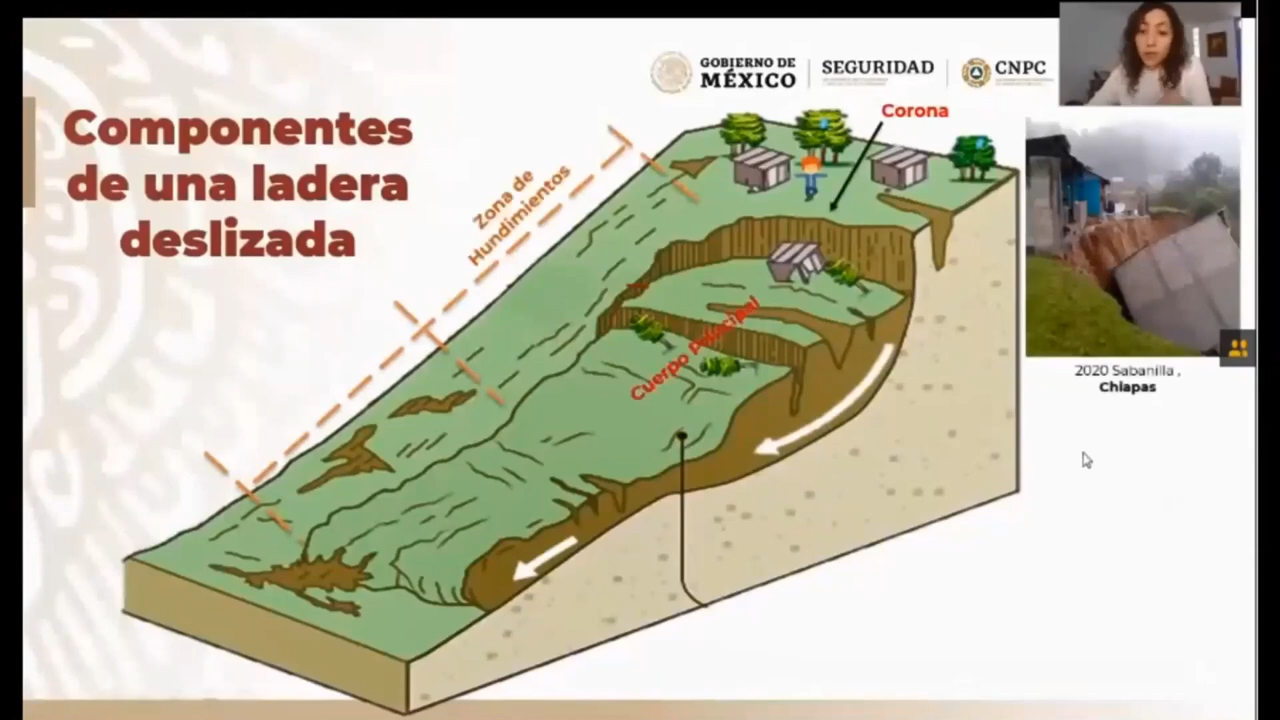 GOBIERNO DE
MÉXICO
SEGURIDAD
CNPC
Componentes
de una ladera
deslizada
Corona
Zona de
Hundimientos
Cuerpo Principal
2020 Sabanilla ,
Chiapas